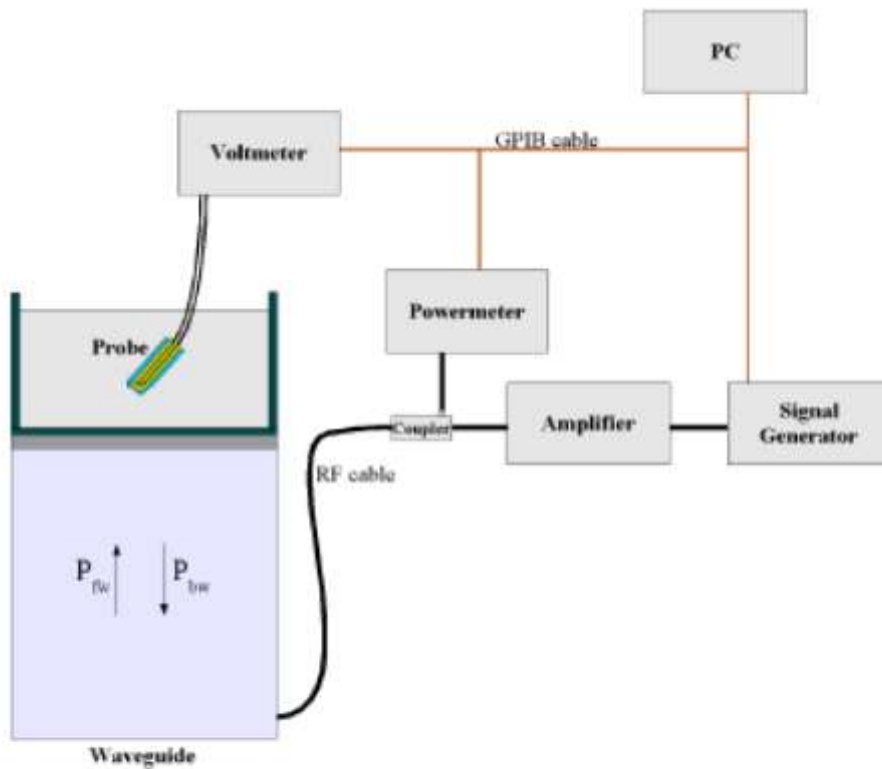 PC
Voltmeter
GPIB cable
Powermeter
Probe
Coupler
Amplifier
Signal
Generator
RF cable
P fw
P bw
Waveguide